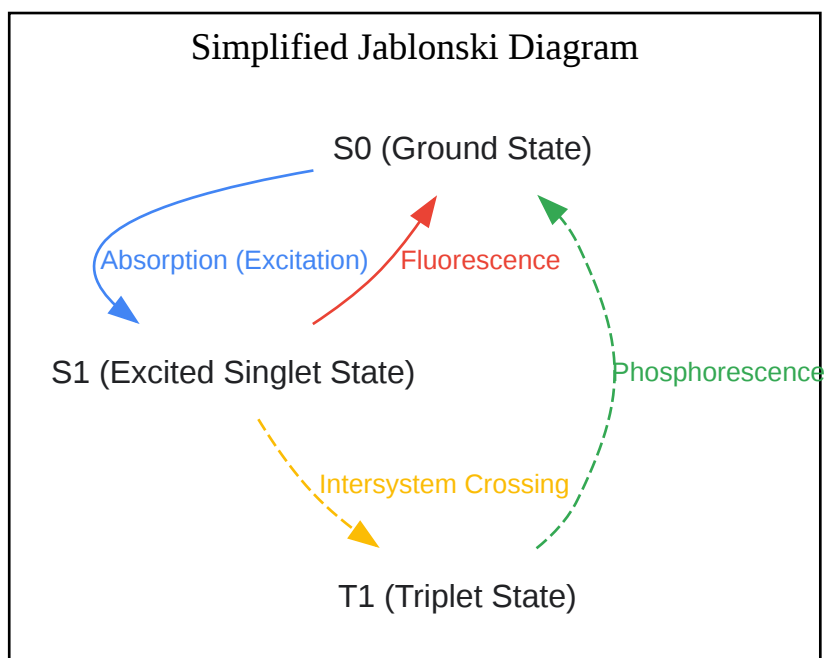 Simplified Jablonski Diagram
S0 (Ground State)
Absorption (Excitation)
Fluorescence
S1 (Excited Singlet State)
Phosphorescence
Intersystem Crossing
T1 (Triplet State)